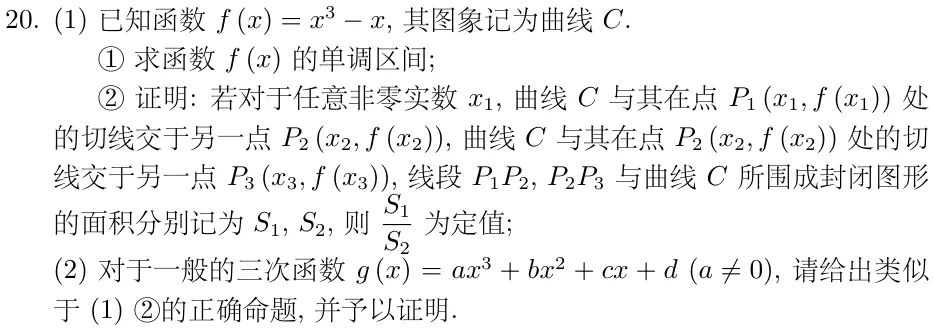 20. (1) 已知函数 f (x) = x³ − x, 其图象记为曲线 C.
① 求函数 f (x) 的单调区间;
② 证明: 若对于任意非零实数 x₁, 曲线 C 与其在点 P₁ (x₁, f (x₁)) 处
的切线交于另一点 P₂ (x₂, f (x₂)), 曲线 C 与其在点 P₂ (x₂, f (x₂)) 处的切
线交于另一点 P₃ (x₃, f (x₃)), 线段 P₁P₂, P₂P₃ 与曲线 C 所围成封闭图形
的面积分别记为 S₁, S₂, 则 S₁/S₂ 为定值;
(2) 对于一般的三次函数 g (x) = ax³ + bx² + cx + d (a ≠ 0), 请给出类似
于 (1) ②的正确命题, 并予以证明.